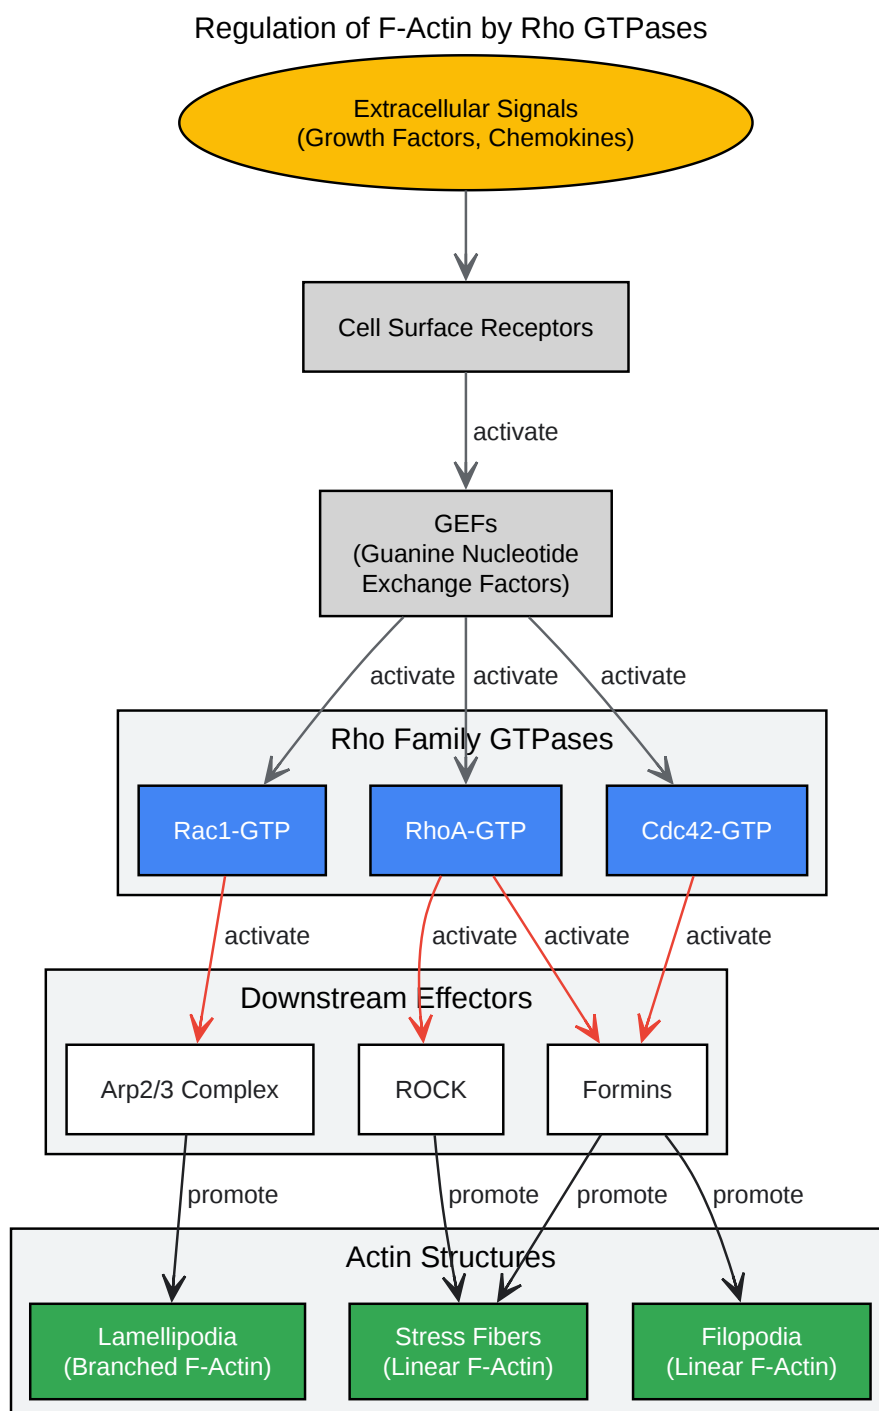 Regulation of F-Actin by Rho GTPases
Extracellular Signals
(Growth Factors, Chemokines)
Cell Surface Receptors
activate
GEFs
(Guanine Nucleotide
Exchange Factors)
activate
activate
activate
Rho Family GTPases
Rac1-GTP
RhoA-GTP
Cdc42-GTP
activate
activate
activate
activate
Downstream Effectors
Arp2/3 Complex
ROCK
Formins
promote
promote
promote
promote
Actin Structures
Lamellipodia
(Branched F-Actin)
Stress Fibers
(Linear F-Actin)
Filopodia
(Linear F-Actin)